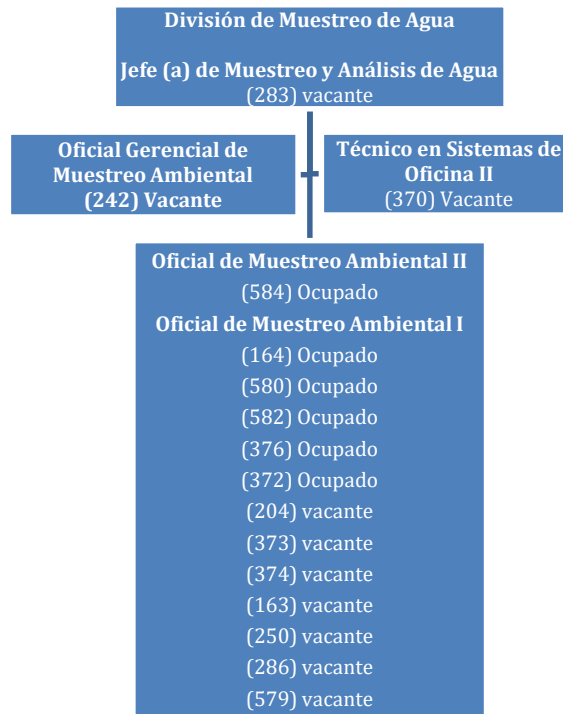 División de Muestreo de Agua
Jefe (a) de Muestreo y Análisis de Agua
(283) vacante
Oficial Gerencial de
Muestreo Ambiental
(242) Vacante
Técnico en Sistemas de
Oficina II
(370) Vacante
Oficial de Muestreo Ambiental II
(584) Ocupado
Oficial de Muestreo Ambiental I
(164) Ocupado
(580) Ocupado
(582) Ocupado
(376) Ocupado
(372) Ocupado
(204) vacante
(373) vacante
(374) vacante
(163) vacante
(250) vacante
(286) vacante
(579) vacante